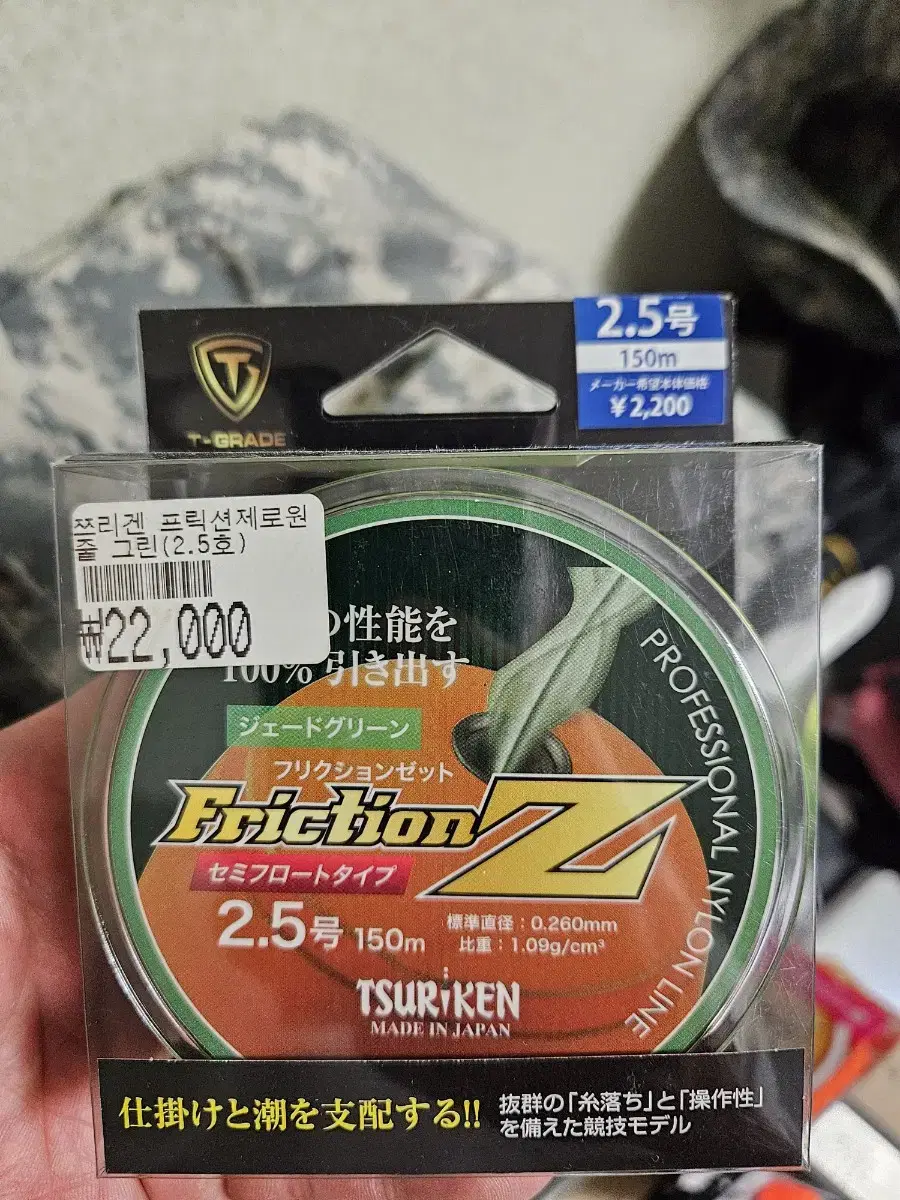 T-GRADE
2.5号
150m
メーカー希望本体価格
￥2,200
쯔리겐 프릭션제로원
줄 그린(2.5호)
₩22,000
の性能を
100%引き出す
ジェードグリーン
フリクションゼット
Friction Z
セミフロートタイプ
2.5号 150m
標準直径：0.260mm
比重：1.09g/cm³
TSURiKEN
MADE IN JAPAN
PROFESSIONAL NYLON LINE
仕掛けと潮を支配する!!
抜群の「糸落ち」と「操作性」
を備えた競技モデル